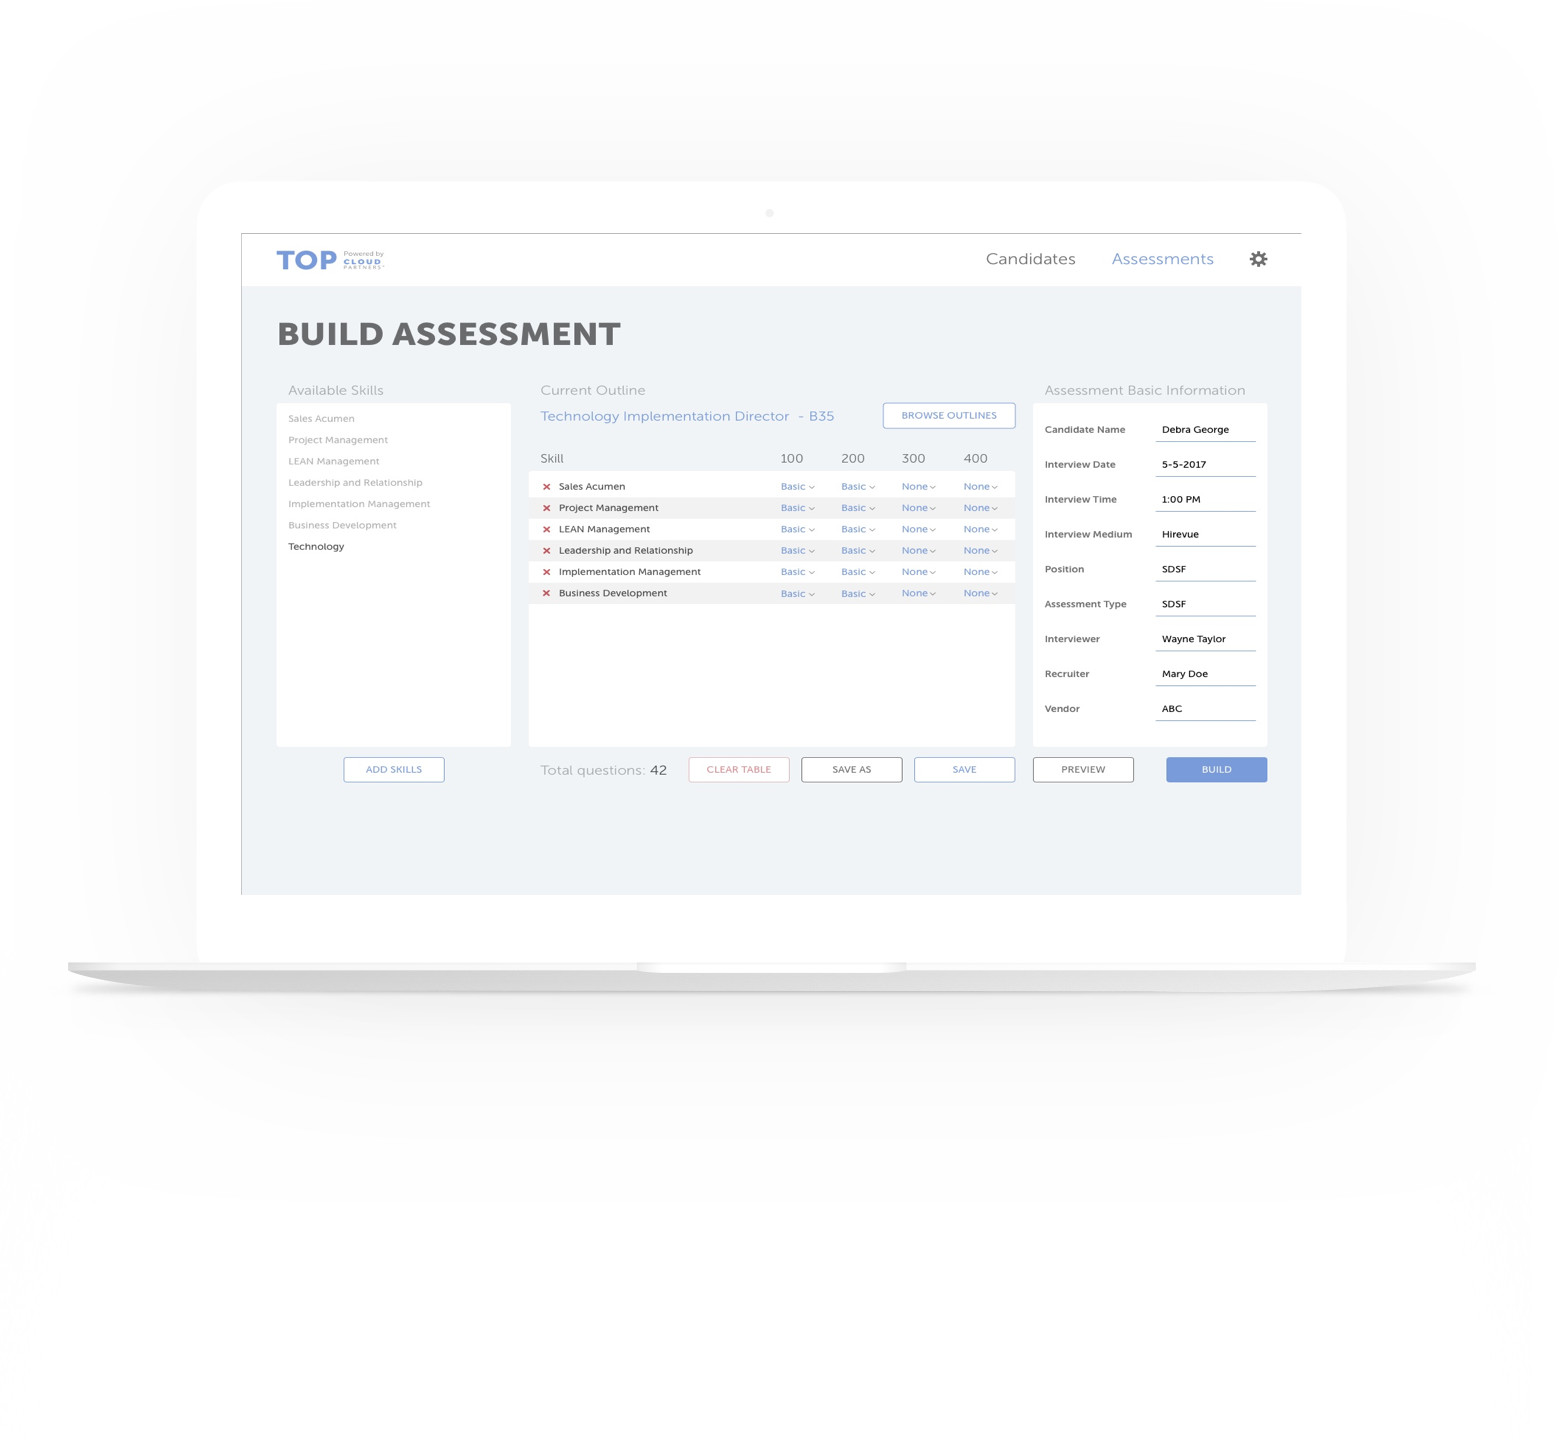 TOP Powered by CLOUD PARTNERS
Candidates Assessments
BUILD ASSESSMENT
Available Skills
Sales Acumen
Project Management
LEAN Management
Leadership and Relationship
Implementation Management
Business Development
Technology
ADD SKILLS
Current Outline
Technology Implementation Director - B35 BROWSE OUTLINES
Skill 100 200 300 400
Sales Acumen Basic Basic None None
Project Management Basic Basic None None
LEAN Management Basic Basic None None
Leadership and Relationship Basic Basic None None
Implementation Management Basic Basic None None
Business Development Basic Basic None None
Total questions: 42 CLEAR TABLE SAVE AS SAVE
Assessment Basic Information
Candidate Name Debra George
Interview Date 5-5-2017
Interview Time 1:00 PM
Interview Medium Hirevue
Position SDSF
Assessment Type SDSF
Interviewer Wayne Taylor
Recruiter Mary Doe
Vendor ABC
PREVIEW BUILD